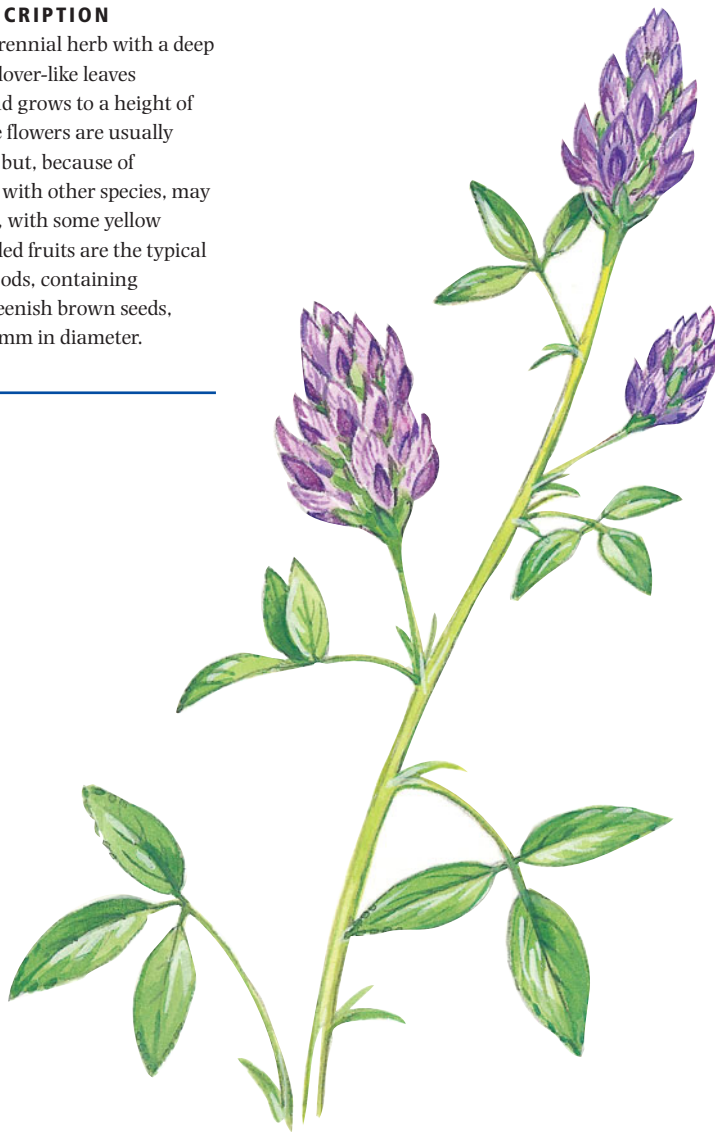 CRIPTION
rennial herb with a deep
lover-like leaves
d grows to a height of
e flowers are usually
but, because of
with other species, may
, with some yellow
led fruits are the typical
ods, containing
eenish brown seeds,
mm in diameter.